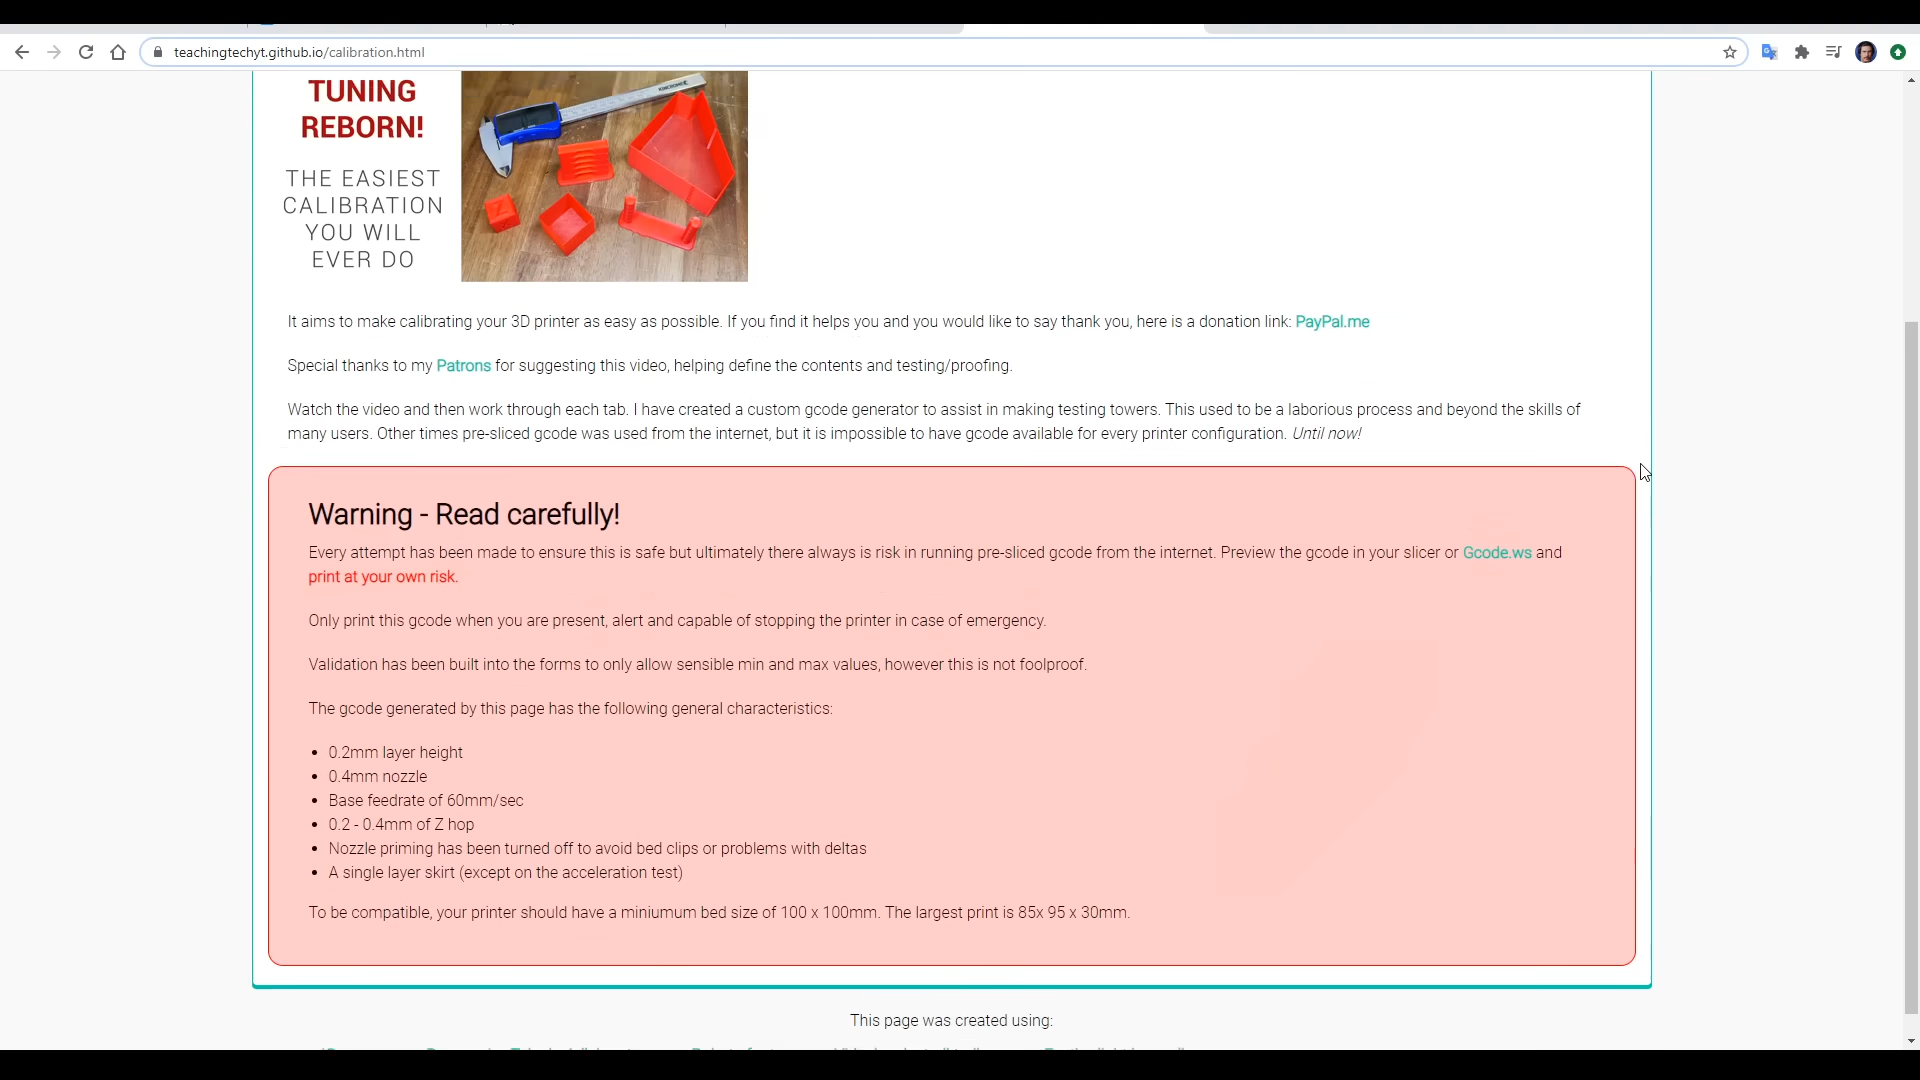 teachingtechyt.github.io/calibration.html
TUNING
REBORN!
THE EASIEST
CALIBRATION
YOU WILL
EVER DO
It aims to make calibrating your 3D printer as easy as possible. If you find it helps you and you would like to say thank you, here is a donation link: PayPal.me
Special thanks to my Patrons for suggesting this video, helping define the contents and testing/proofing.
Watch the video and then work through each tab. I have created a custom gcode generator to assist in making testing towers. This used to be a laborious process and beyond the skills of
many users. Other times pre-sliced gcode was used from the internet, but it is impossible to have gcode available for every printer configuration. Until now!
Warning - Read carefully!
Every attempt has been made to ensure this is safe but ultimately there always is risk in running pre-sliced gcode from the internet. Preview the gcode in your slicer or Gcode.ws and
print at your own risk.
Only print this gcode when you are present, alert and capable of stopping the printer in case of emergency.
Validation has been built into the forms to only allow sensible min and max values, however this is not foolproof.
The gcode generated by this page has the following general characteristics:
• 0.2mm layer height
• 0.4mm nozzle
• Base feedrate of 60mm/sec
• 0.2 - 0.4mm of Z hop
• Nozzle priming has been turned off to avoid bed clips or problems with deltas
• A single layer skirt (except on the acceleration test)
To be compatible, your printer should have a miniumum bed size of 100 x 100mm. The largest print is 85x 95 x 30mm.
This page was created using: